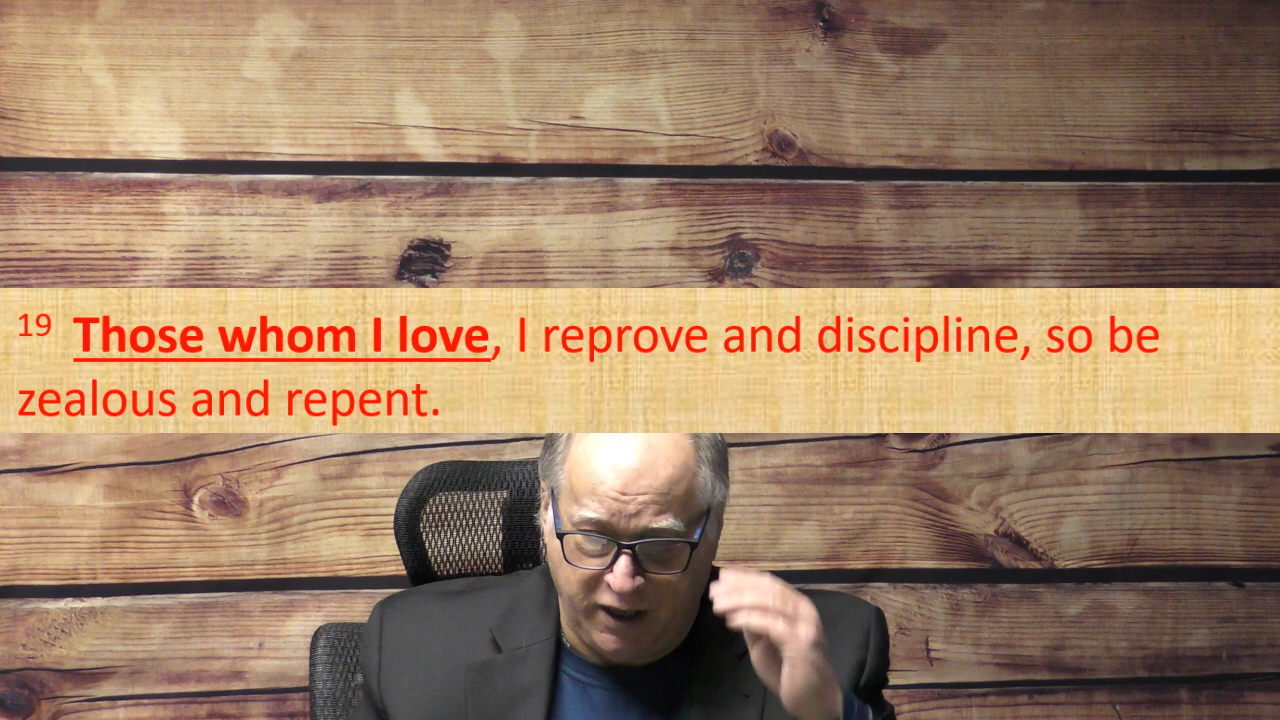 19 Those whom I love, I reprove and discipline, so be
zealous and repent.